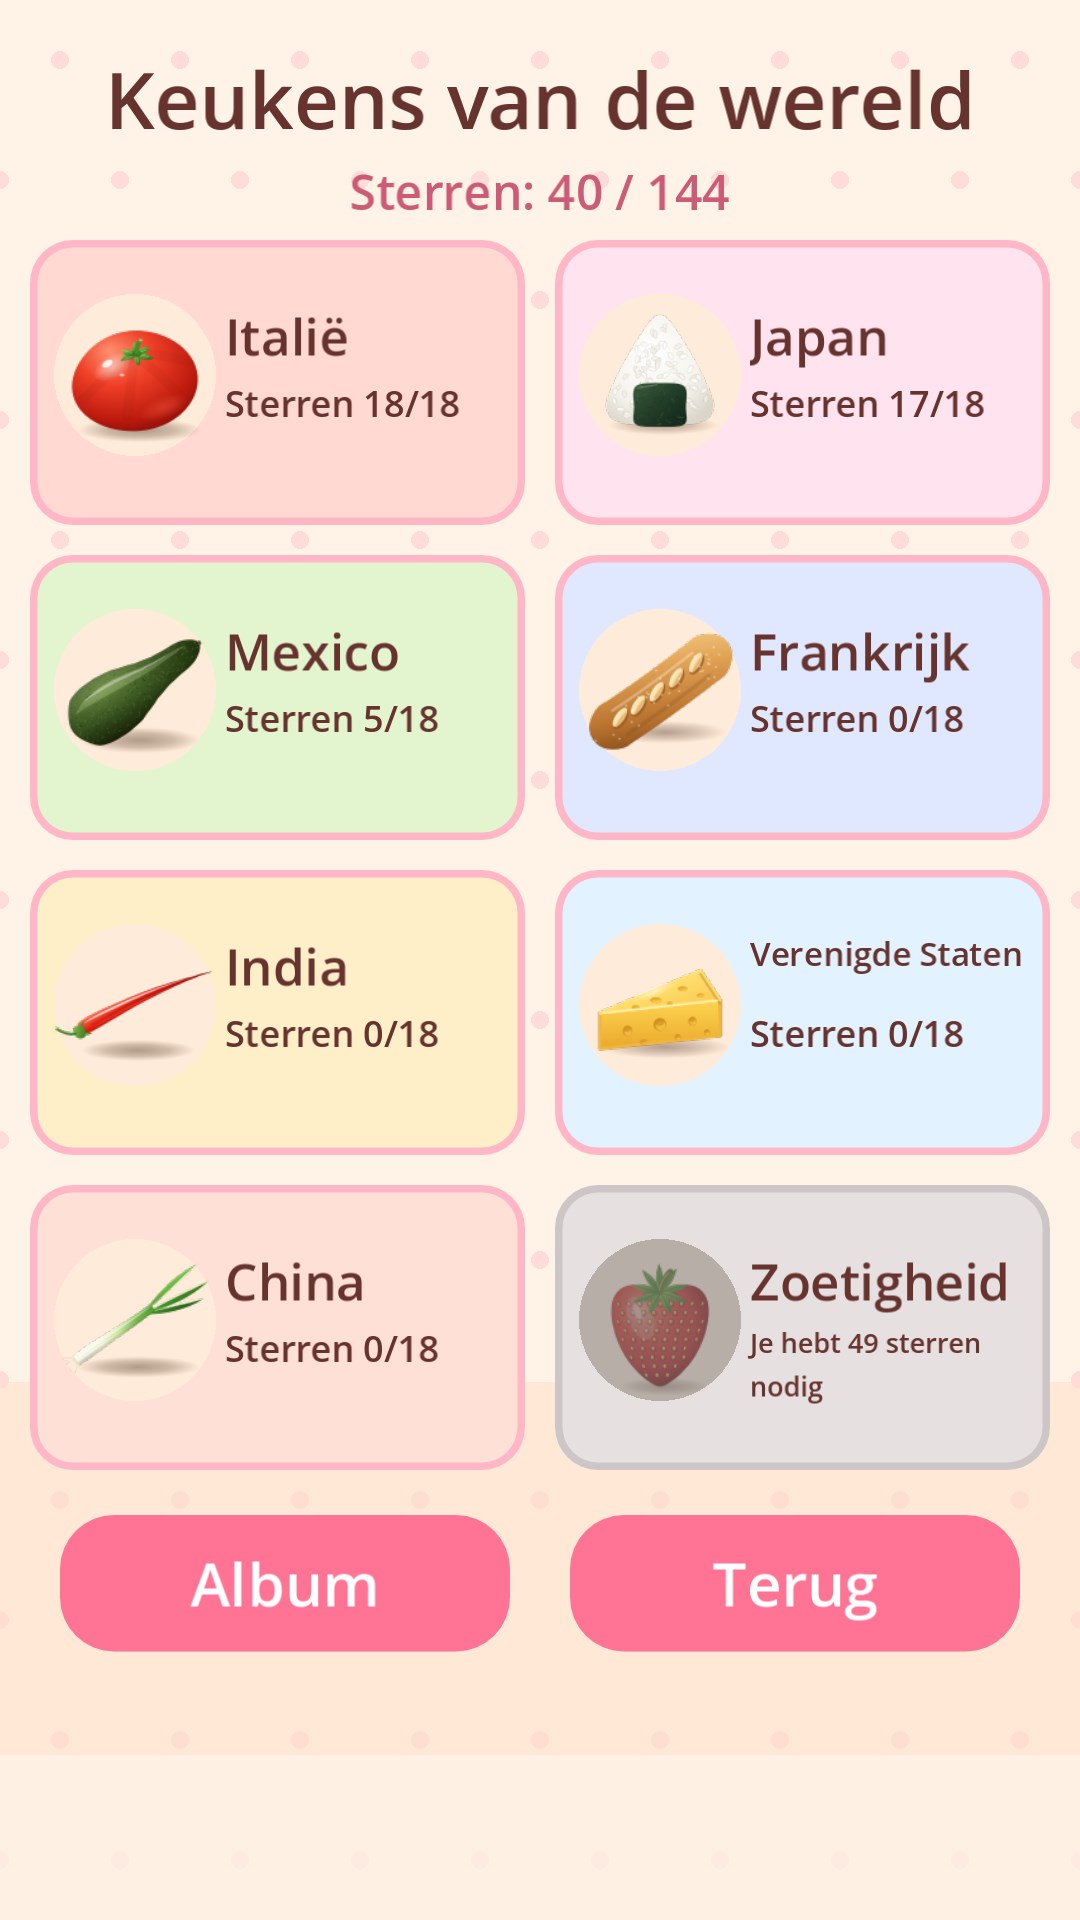 Keukens van de wereld
Sterren: 40 / 144
Italië
Sterren 18/18
Japan
Sterren 17/18
Mexico
Sterren 5/18
Frankrijk
Sterren 0/18
India
Sterren 0/18
Verenigde Staten
Sterren 0/18
China
Sterren 0/18
Zoetigheid
Je hebt 49 sterren
nodig
Album
Terug